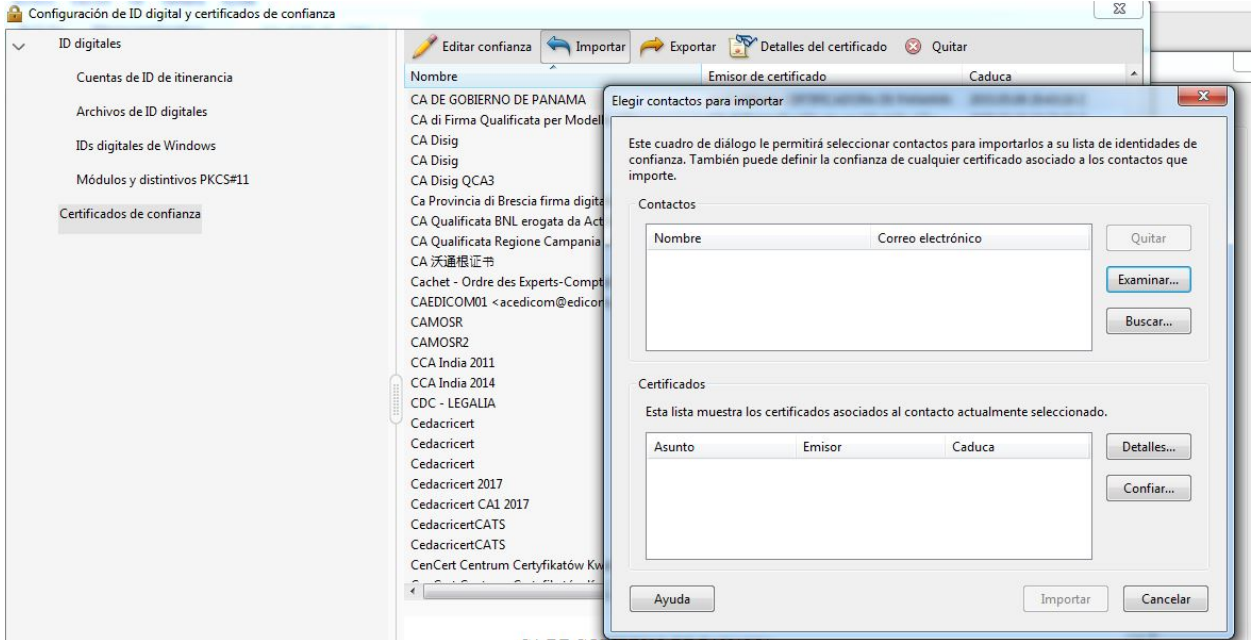 Configuración de ID digital y certificados de confianza
ID digitales
Cuentas de ID de itinerancia
Archivos de ID digitales
IDs digitales de Windows
Módulos y distintivos PKCS#11
Certificados de confianza
Editar confianza Importar Exportar Detalles del certificado Quitar
Nombre Emisor de certificado Caduca
CA DE GOBIERNO DE PANAMA
CA di Firma Qualificata per Modell
CA Disig
CA Disig
CA Disig QCA3
Ca Provincia di Brescia firma digita
CA Qualificata BNL erogata da Act
CA Qualificata Regione Campania
CA 沃通根证书
Cachet - Ordre des Experts-Compt
CAEDICOM01 <acedicom@edicor
CAMOSR
CAMOSR2
CCA India 2011
CCA India 2014
CDC - LEGALIA
Cedacricert
Cedacricert
Cedacricert
Cedacricert 2017
Cedacricert CA1 2017
CedacricertCATS
CedacricertCATS
CenCert Centrum Certyfikatów Kw
Elegir contactos para importar
Este cuadro de diálogo le permitirá seleccionar contactos para importarlos a su lista de identidades de
confianza. También puede definir la confianza de cualquier certificado asociado a los contactos que
importe.
Contactos
Nombre Correo electrónico
Quitar
Examinar...
Buscar...
Certificados
Esta lista muestra los certificados asociados al contacto actualmente seleccionado.
Asunto Emisor Caduca
Detalles...
Confiar...
Ayuda Importar Cancelar